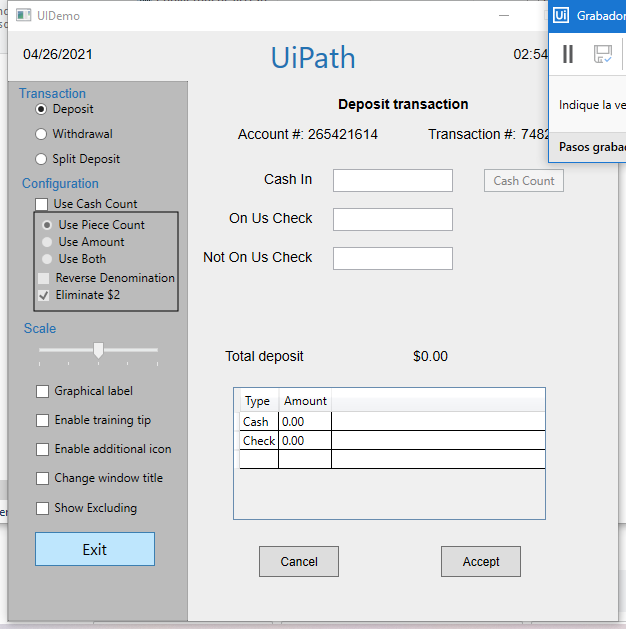 UIDemo
Grabador
04/26/2021
UiPath
02:54
Indique la ve
Pasos grabad
Transaction
Deposit
Withdrawal
Split Deposit
Configuration
Use Cash Count
Use Piece Count
Use Amount
Use Both
Reverse Denomination
Eliminate $2
Scale
Graphical label
Enable training tip
Enable additional icon
Change window title
Show Excluding
Exit
Deposit transaction
Account #: 265421614 Transaction #: 7482
Cash In
Cash Count
On Us Check
Not On Us Check
Total deposit $0.00
Type Amount
Cash 0.00
Check 0.00
Cancel Accept